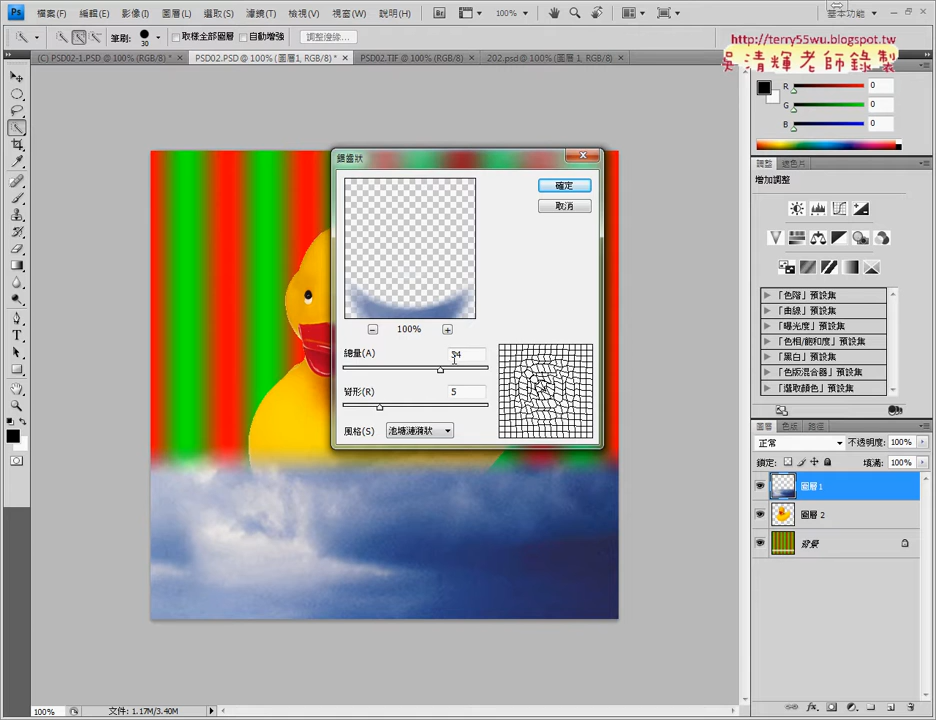 檔案(F) 編輯(E) 影像(I) 圖層(L) 選取(S) 濾鏡(T) 檢視(V) 視窗(W) 說明(H) 100% 基本功能
筆刷: 30 取樣全部圖層 自動增強 調整邊緣...
http://terry55wu.blogspot.tw
吳清輝老師錄製
(C) PSD02-1.PSD @ 100% (RGB/8) * PSD02.PSD @ 100% (圖層1, RGB/8) * PSD02.TIF @ 100% (RGB/8) * 202.psd @ 100% (圖層 1, RGB/8)
R 0
G 0
B 0
調整 遮色片
增加調整
「色階」預設集
「曲線」預設集
「曝光度」預設集
「色相/飽和度」預設集
「黑白」預設集
「色版混合器」預設集
「選取顏色」預設集
圖層 色版 路徑
正常 不透明度: 100%
鎖定: 填滿: 100%
圖層1
圖層 2
背景
鋸齒狀
確定
取消
100%
總量(A)
脊形(R) 5
風格(S) 池塘漣漪狀
100% 文件: 1.17M/3.40M